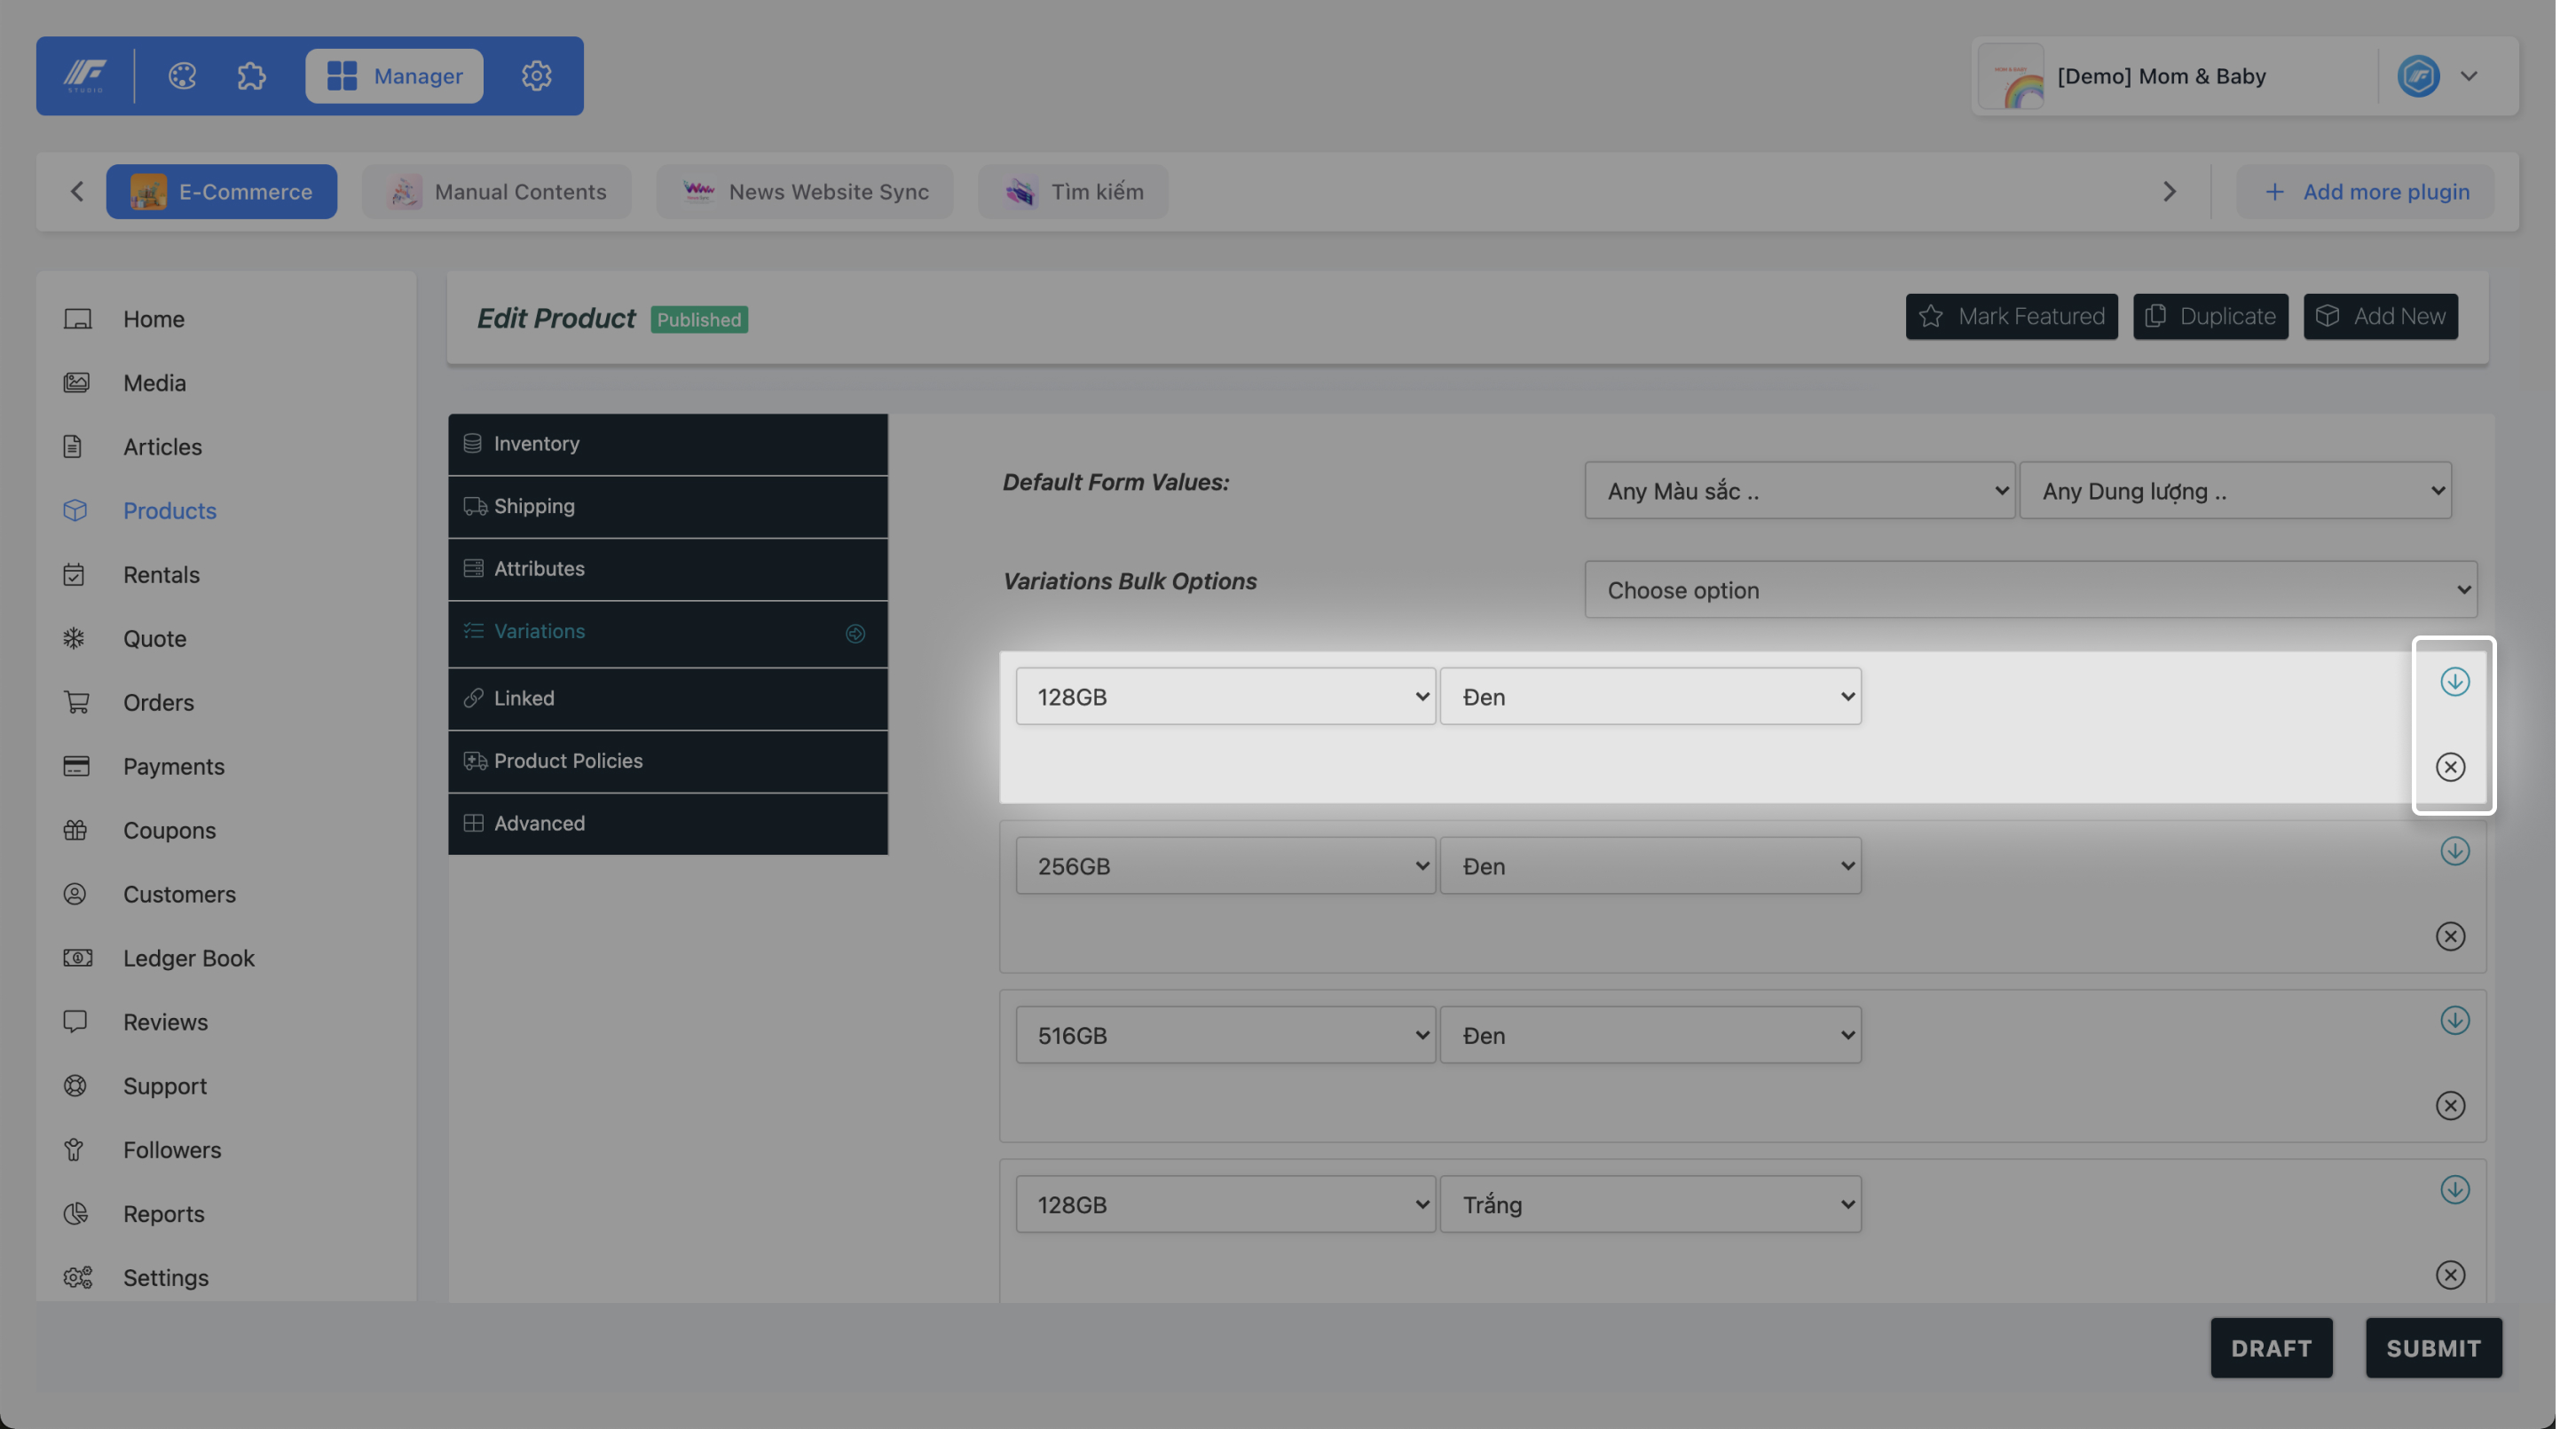 STUDIO
Manager
[Demo] Mom & Baby
E-Commerce
Manual Contents
News Website Sync
Tìm kiếm
Add more plugin
Home
Media
Articles
Products
Rentals
Quote
Orders
Payments
Coupons
Customers
Ledger Book
Reviews
Support
Followers
Reports
Settings
Edit Product Published
Mark Featured
Duplicate
Add New
Inventory
Shipping
Attributes
Variations
Linked
Product Policies
Advanced
Default Form Values:
Any Màu sắc ..
Any Dung lượng ..
Variations Bulk Options
Choose option
128GB
Đen
256GB
Đen
516GB
Đen
128GB
Trắng
DRAFT
SUBMIT